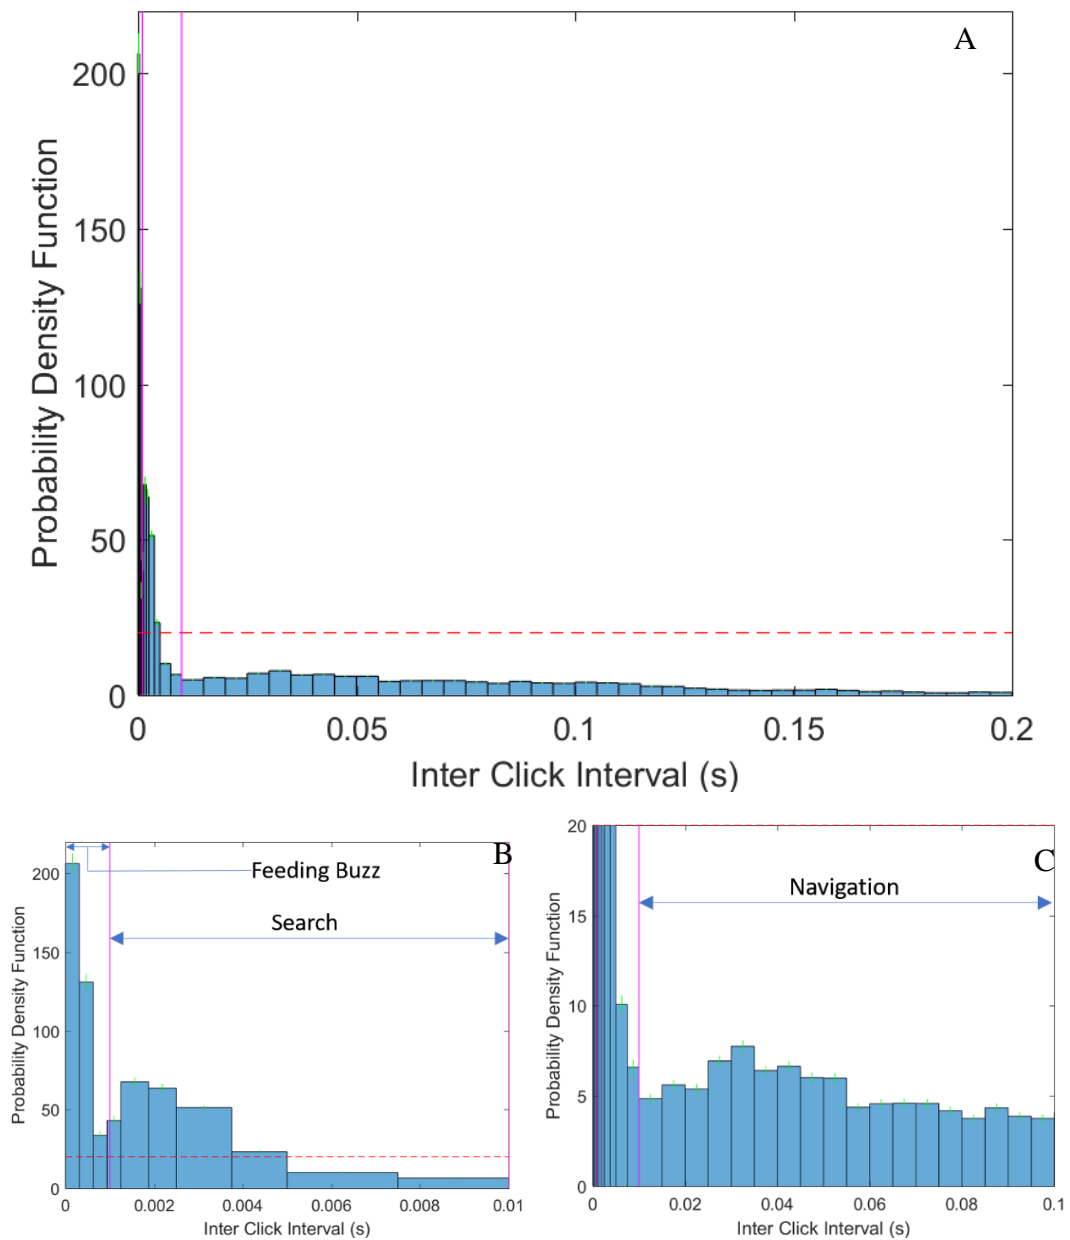 A
Probability Density Function
200
150
100
50
0
0 0.05 0.1 0.15 0.2
Inter Click Interval (s)
B
Feeding Buzz
Search
Probability Density Function
200
150
100
50
0
0 0.002 0.004 0.006 0.008 0.01
Inter Click Interval (s)
C
Navigation
Probability Density Function
20
15
10
5
0
0 0.02 0.04 0.06 0.08 0.1
Inter Click Interval (s)